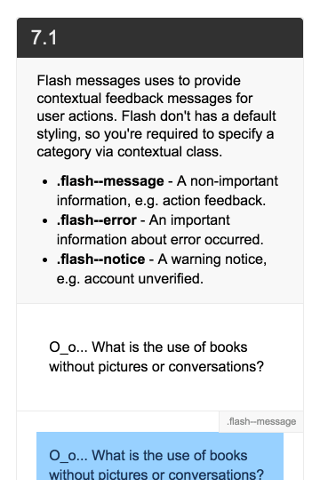 7.1
Flash messages uses to provide
contextual feedback messages for
user actions. Flash don't has a default
styling, so you're required to specify a
category via contextual class.
• .flash--message - A non-important
information, e.g. action feedback.
• .flash--error - An important
information about error occurred.
• .flash--notice - A warning notice,
e.g. account unverified.
O_o... What is the use of books
without pictures or conversations?
.flash--message
O_o... What is the use of books
without pictures or conversations?